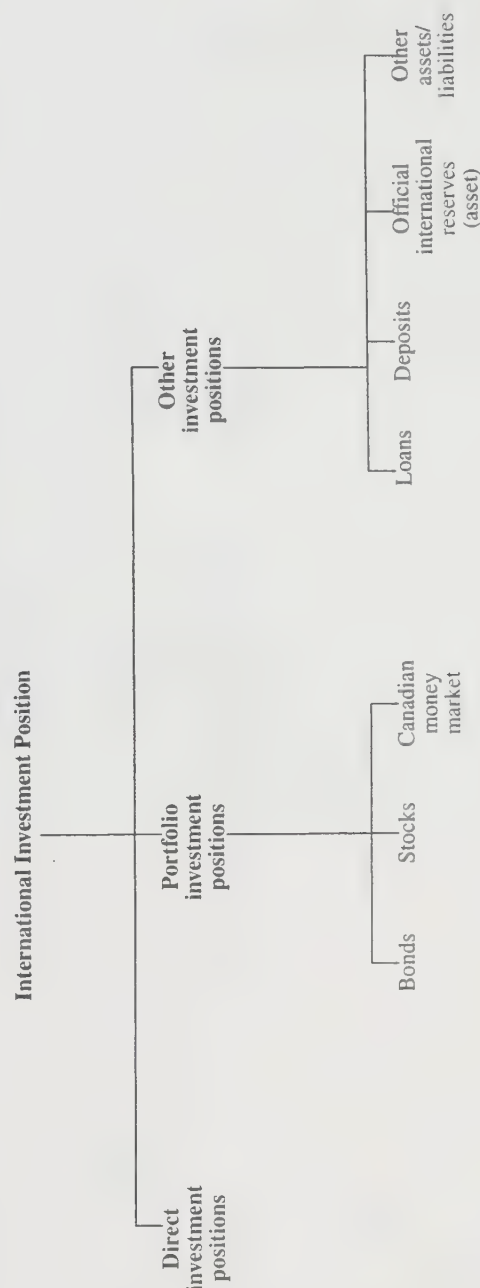 International Investment Position
Direct
investment
positions
Portfolio
investment
positions
Other
investment
positions
Bonds
Stocks
Canadian
money
market
Loans
Deposits
Official
international
reserves
(asset)
Other
assets/
liabilities